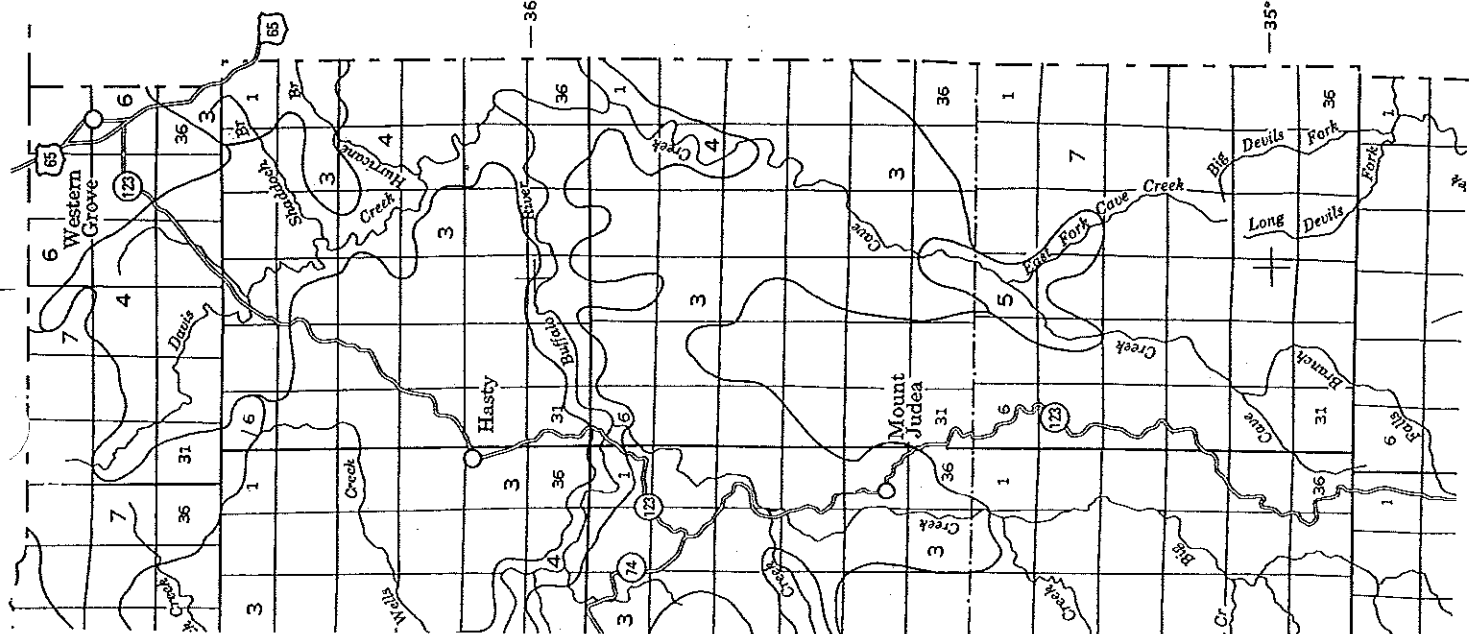 65
65
36
35°
Western
Grove
123
6
6
36
3
1
Br
Br
Shaddoch
Hurricane
Creek
3
4
3
4
7
Davis
7
36
31
1
6
3
Creek
Creek
Wells
Hasty
River
Buffalo
31
36
3
6
1
4
123
74
3
36
1
Creek
4
3
3
Cave
36
1
Mount
Judea
31
6
36
1
123
Creek
3
Creek
Creek
Big
Cr
7
Big
Devils
Fork
East
Fork
Cave
Creek
Long
Devils
Fork
5
Creek
Cave
Branch
Falls
31
36
6
1
36
1